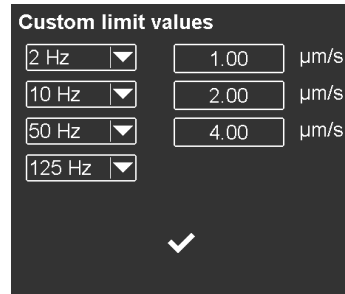 Custom limit values
2 Hz 1.00 µm/s
10 Hz 2.00 µm/s
50 Hz 4.00 µm/s
125 Hz